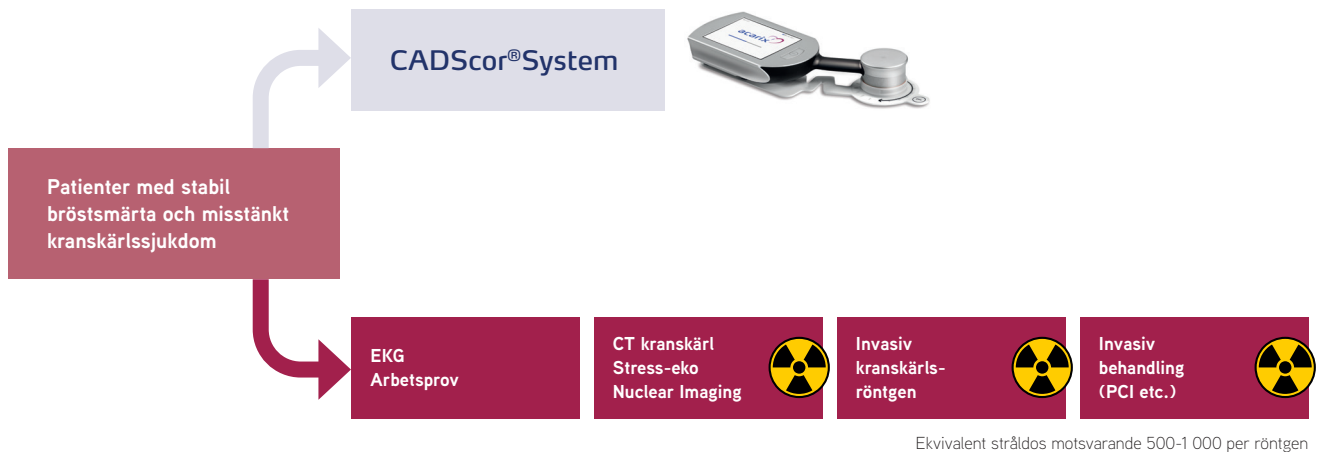 CADScor®System
acarix
Patienter med stabil
bröstsmärta och misstänkt
kranskärlssjukdom
EKG
Arbetsprov
CT kranskärl
Stress-eko
Nuclear Imaging
Invasiv
kranskärls-
röntgen
Invasiv
behandling
(PCI etc.)
Ekvivalent stråldos motsvarande 500-1 000 per röntgen